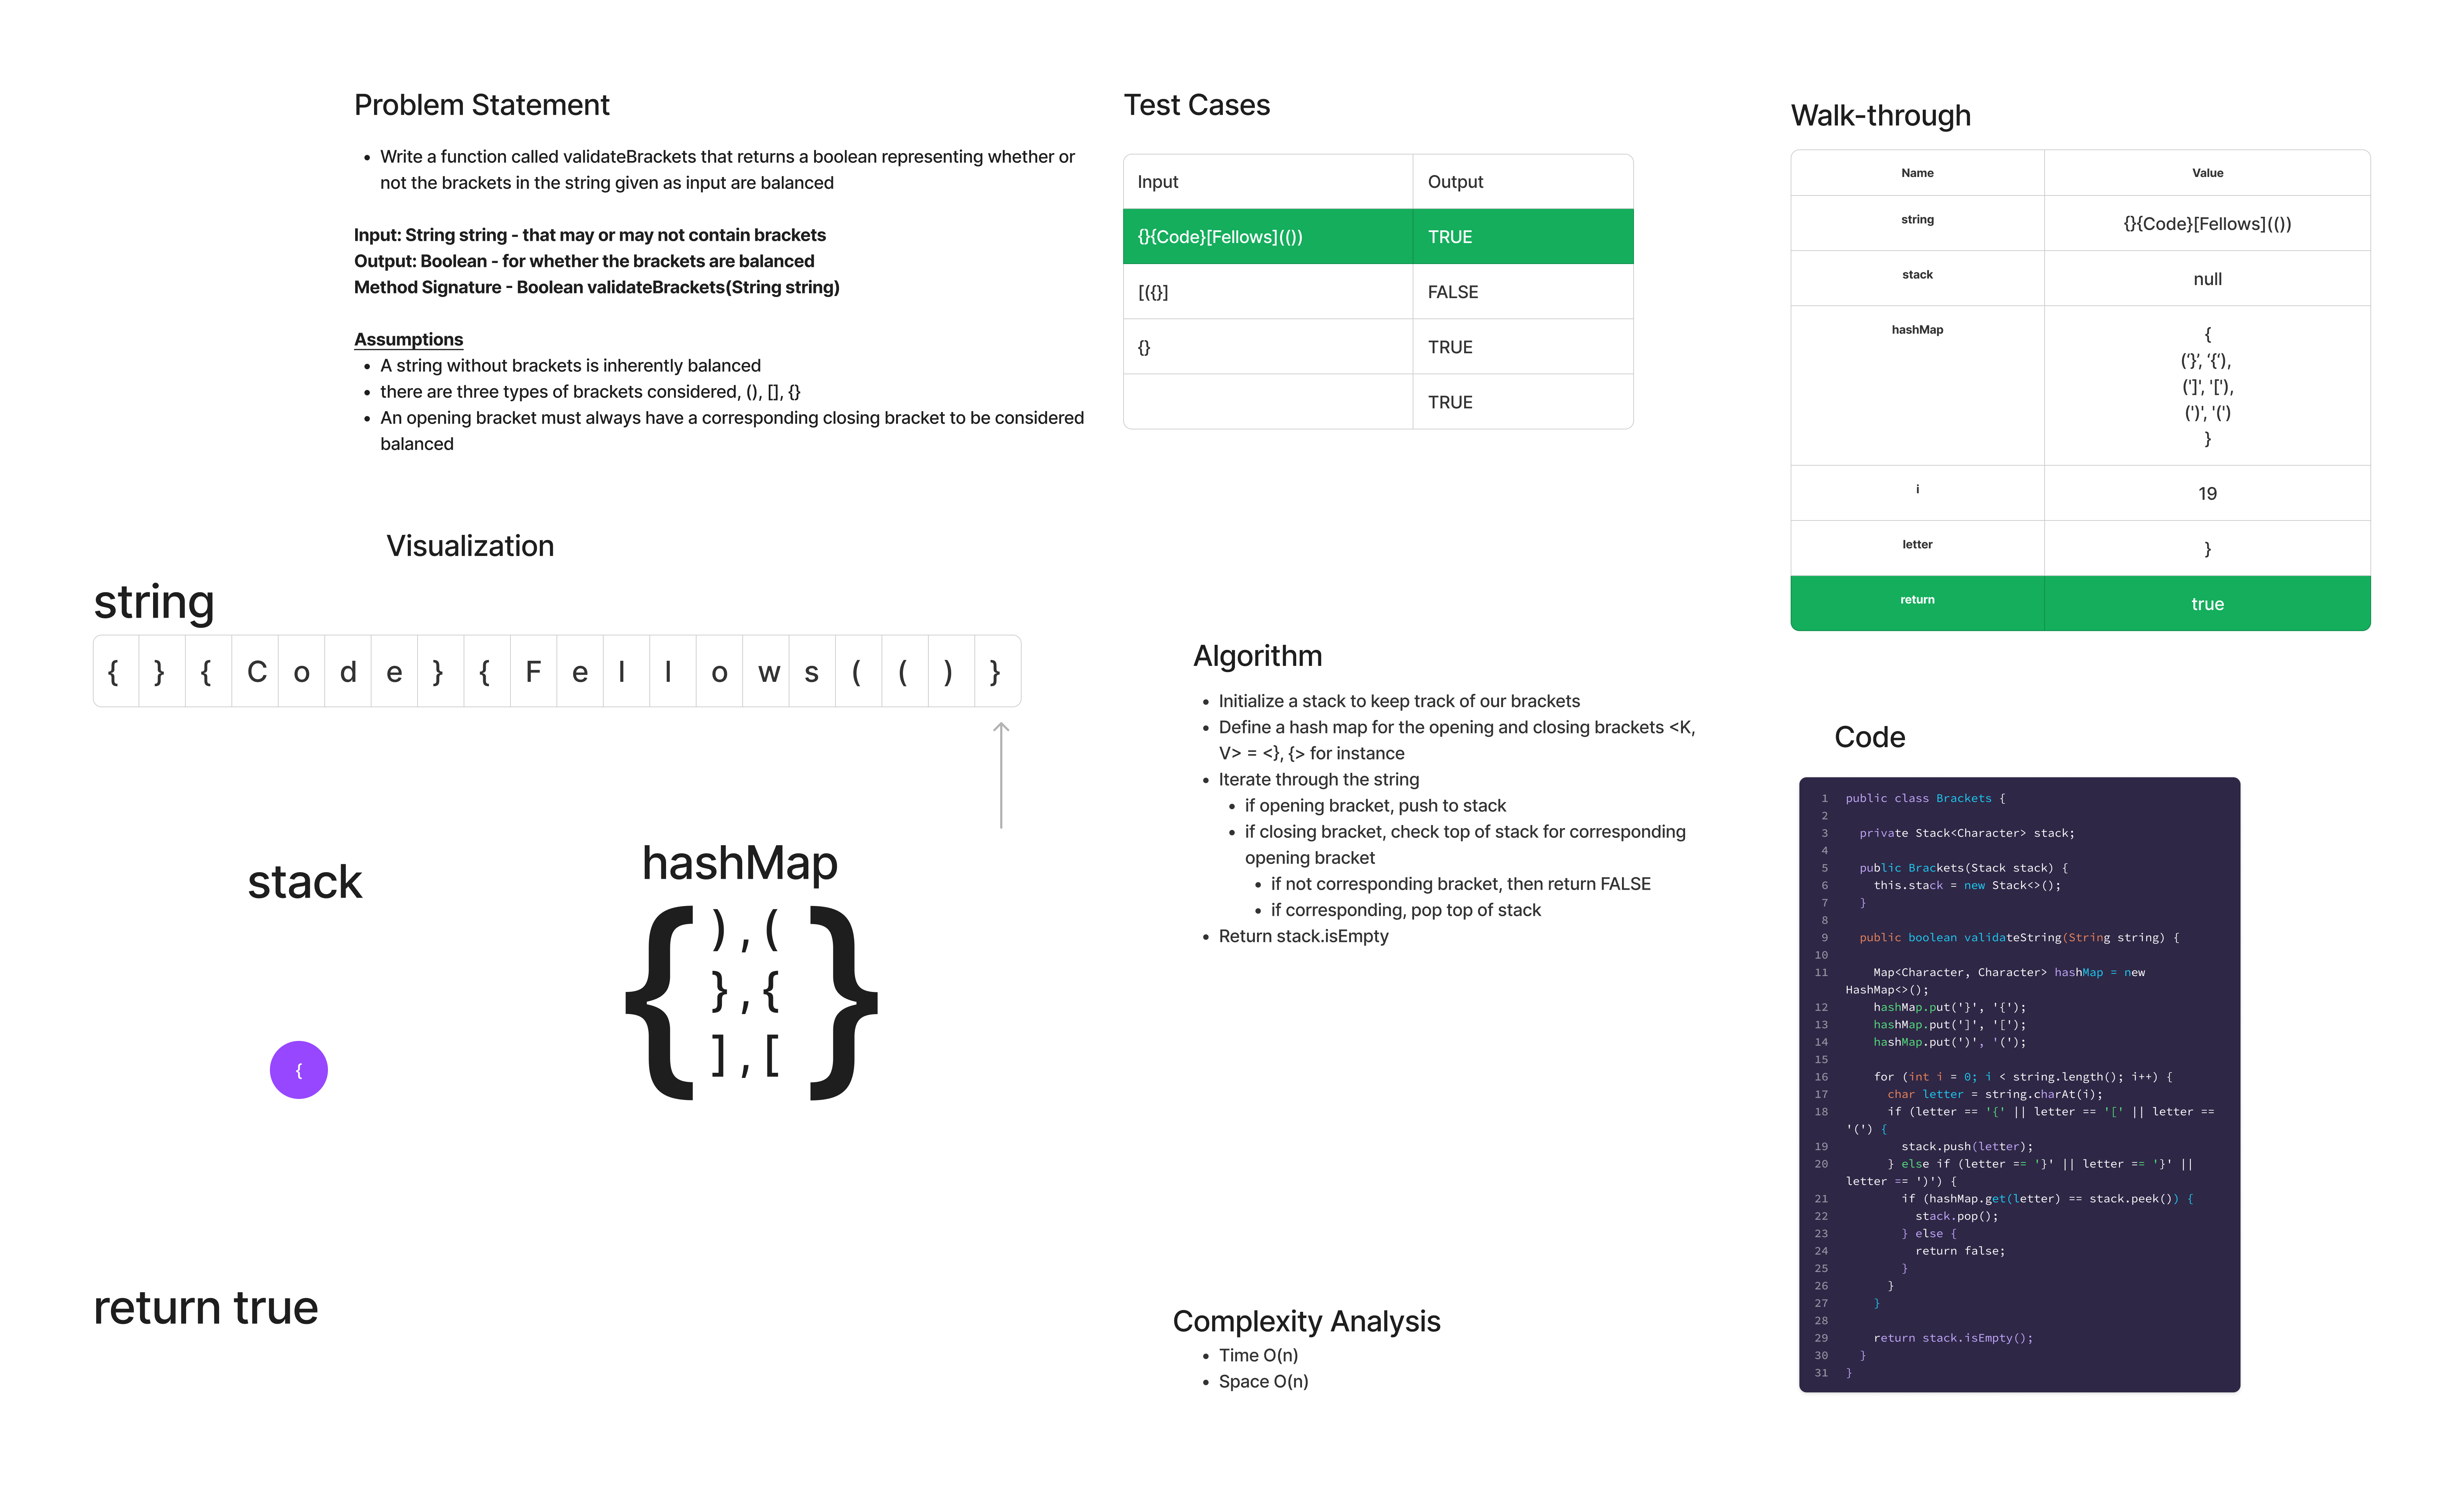 Problem Statement
• Write a function called validateBrackets that returns a boolean representing whether or
not the brackets in the string given as input are balanced
Input: String string - that may or may not contain brackets
Output: Boolean - for whether the brackets are balanced
Method Signature - Boolean validateBrackets(String string)
Assumptions
• A string without brackets is inherently balanced
• there are three types of brackets considered, (), [], {}
• An opening bracket must always have a corresponding closing bracket to be considered
balanced
Test Cases
Input Output
{}{Code}[Fellows](()) TRUE
[({}] FALSE
{} TRUE
TRUE
Walk-through
Name Value
string {}{Code}[Fellows](())
stack null
hashMap {
('}', '{'),
(']', '['),
(')', '(')
}
i 19
letter }
return true
Visualization
string
{ } { C o d e } { F e l l o w s ( ( ) }
stack
{
hashMap
{ ) , ( }
} , {
] , [
return true
Algorithm
• Initialize a stack to keep track of our brackets
• Define a hash map for the opening and closing brackets <K,
V> = <}, {> for instance
• Iterate through the string
• if opening bracket, push to stack
• if closing bracket, check top of stack for corresponding
opening bracket
• if not corresponding bracket, then return FALSE
• if corresponding, pop top of stack
• Return stack.isEmpty
Complexity Analysis
• Time O(n)
• Space O(n)
Code
1 public class Brackets {
2
3 private Stack<Character> stack;
4
5 public Brackets(Stack stack) {
6 this.stack = new Stack<>();
7 }
8
9 public boolean validateString(String string) {
10
11 Map<Character, Character> hashMap = new
HashMap<>();
12 hashMap.put('}', '{');
13 hashMap.put(']', '[');
14 hashMap.put(')', '(');
15
16 for (int i = 0; i < string.length(); i++) {
17 char letter = string.charAt(i);
18 if (letter == '{' || letter == '[' || letter ==
'(') {
19 stack.push(letter);
20 } else if (letter == '}' || letter == '}' ||
letter == ')') {
21 if (hashMap.get(letter) == stack.peek()) {
22 stack.pop();
23 } else {
24 return false;
25 }
26 }
27 }
28
29 return stack.isEmpty();
30 }
31 }